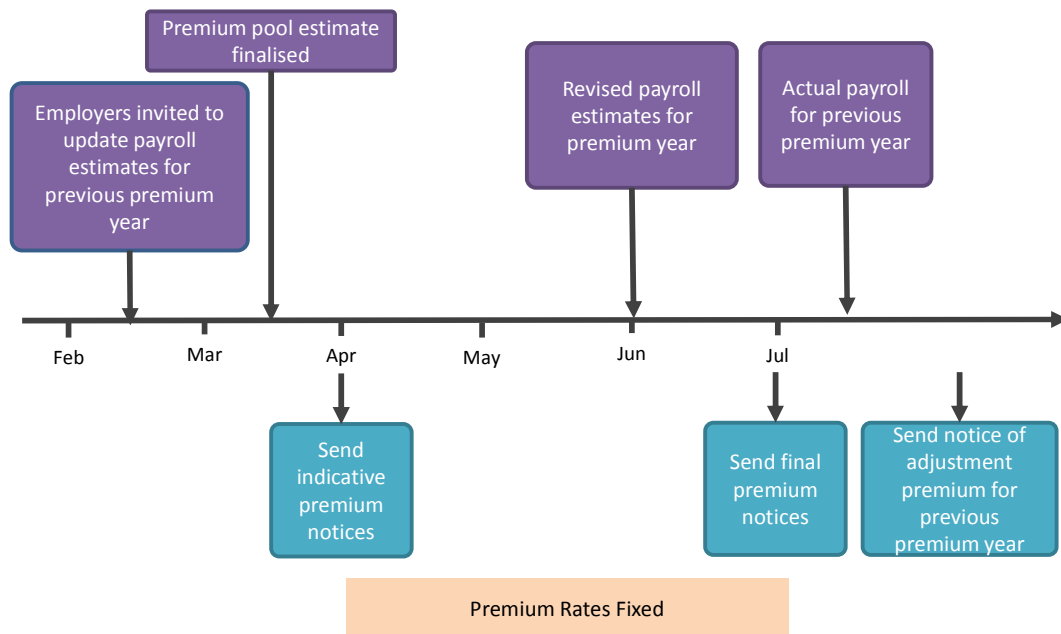 Premium pool estimate
finalised
Employers invited to
update payroll
estimates for
previous premium
year
Revised payroll
estimates for
premium year
Actual payroll
for previous
premium year
Feb
Mar
Apr
May
Jun
Jul
Send
indicative
premium
notices
Send final
premium
notices
Send notice of
adjustment
premium for
previous
premium year
Premium Rates Fixed